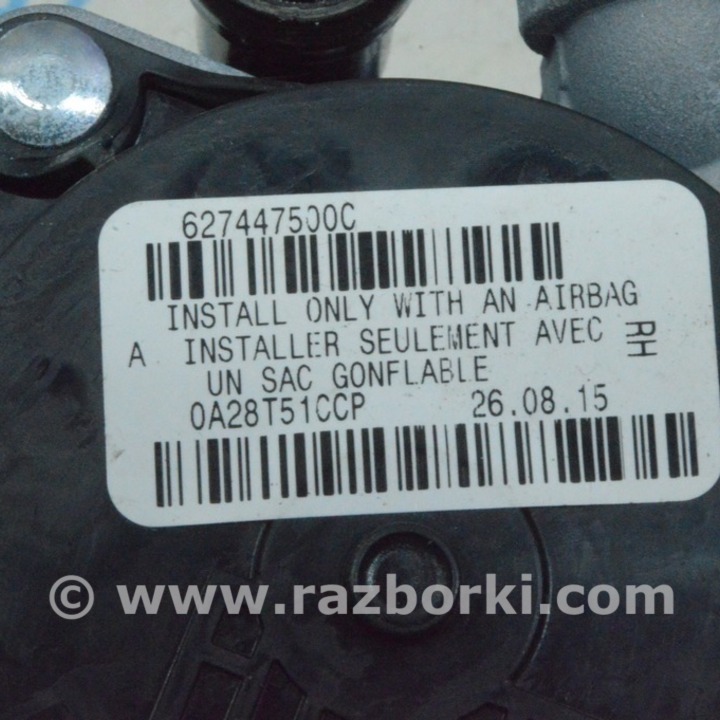 627447500C
INSTALL ONLY WITH AN AIRBAG
A INSTALLER SEULEMENT AVEC
UN SAC GONFLABLE
RH
0A28T51CCP 26.08.15
© www.razborki.com